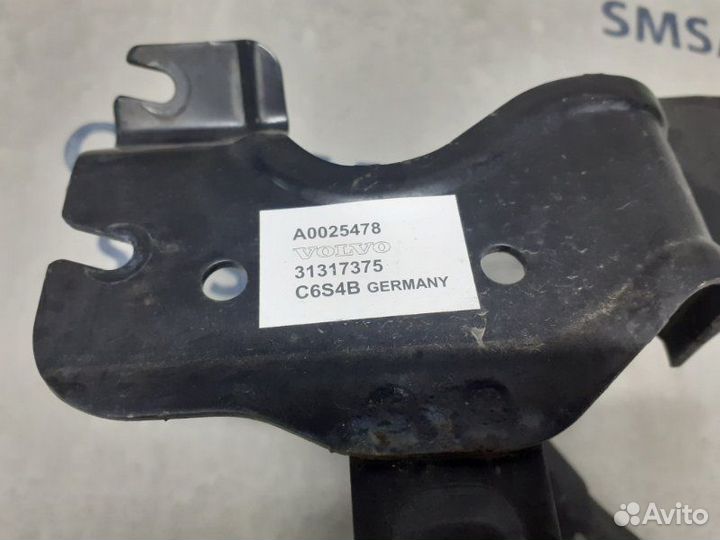 SMS
A0025478
VOLVO
31317375
C6S4B GERMANY
Avito